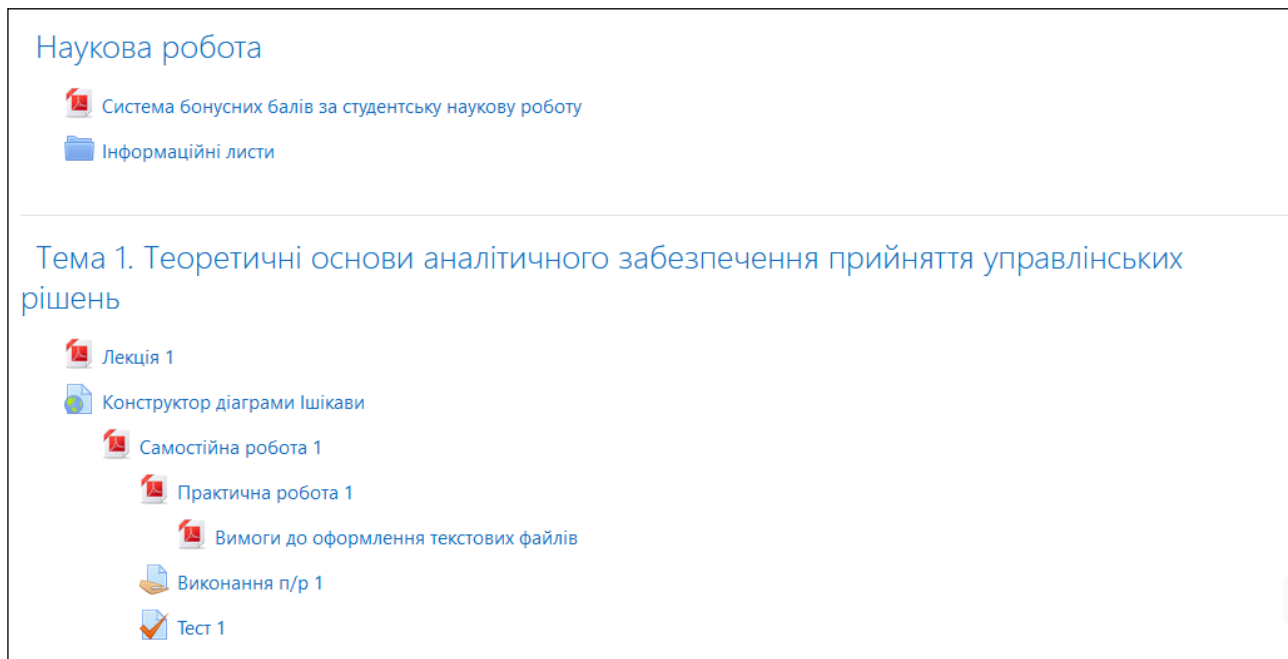 Наукова робота
Система бонусних балів за студентську наукову роботу
Інформаційні листи
Тема 1. Теоретичні основи аналітичного забезпечення прийняття управлінських
рішень
Лекція 1
Конструктор діаграми Ішікави
Самостійна робота 1
Практична робота 1
Вимоги до оформлення текстових файлів
Виконання п/р 1
Тест 1